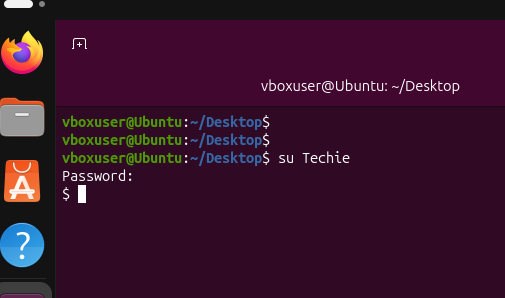 vboxuser@Ubuntu: ~/Desktop
vboxuser@Ubuntu:~/Desktop$
vboxuser@Ubuntu:~/Desktop$
vboxuser@Ubuntu:~/Desktop$ su Techie
Password:
$